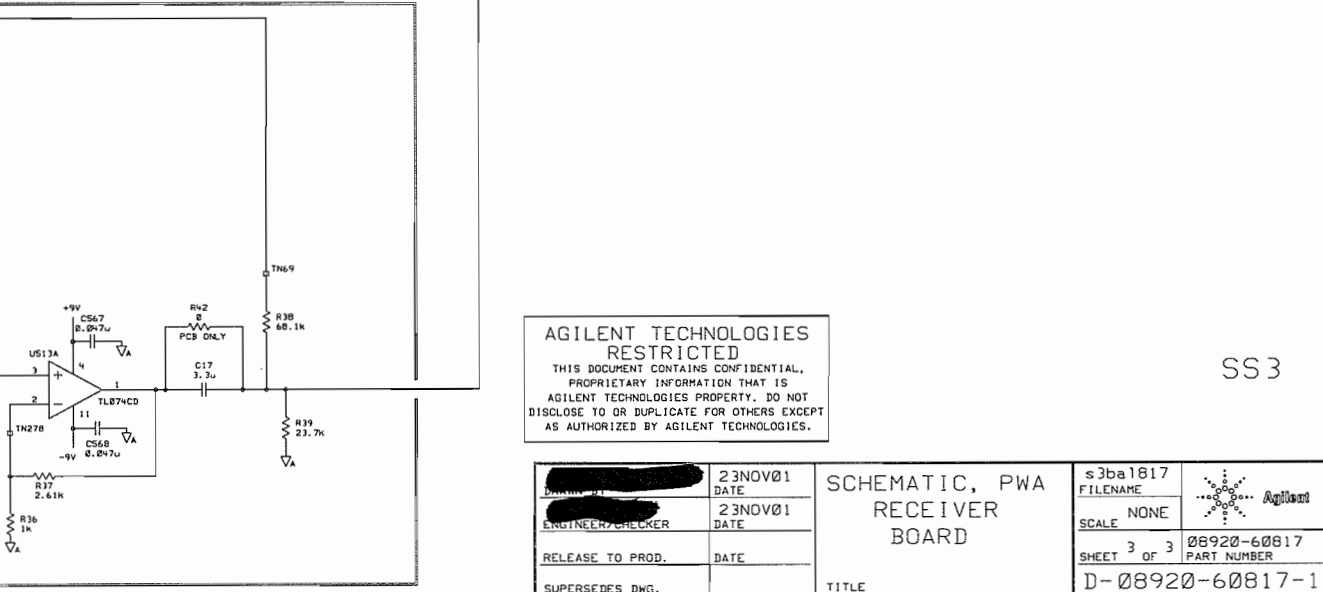 TN69
R38
68.1K
+9V
C567
0.047u
A
R42
0
PCB ONLY
C17
3.3u
U513A
3
+
4
1
TL074CD
2
−
11
TN278
C568
0.047u
A
-9V
R37
2.61K
R36
1K
A
R39
23.7K
A
AGILENT TECHNOLOGIES
RESTRICTED
THIS DOCUMENT CONTAINS CONFIDENTIAL,
PROPRIETARY INFORMATION THAT IS
AGILENT TECHNOLOGIES PROPERTY. DO NOT
DISCLOSE TO OR DUPLICATE FOR OTHERS EXCEPT
AS AUTHORIZED BY AGILENT TECHNOLOGIES.
SS3
23NOV01
DATE
ENGINEER/CHECKER
23NOV01
DATE
RELEASE TO PROD.
DATE
SUPERSEDES DWG.
SCHEMATIC, PWA
RECEIVER
BOARD
TITLE
s3ba1817
FILENAME
NONE
SCALE
Agilent
SHEET 3 OF 3
08920-60817
PART NUMBER
D-08920-60817-1